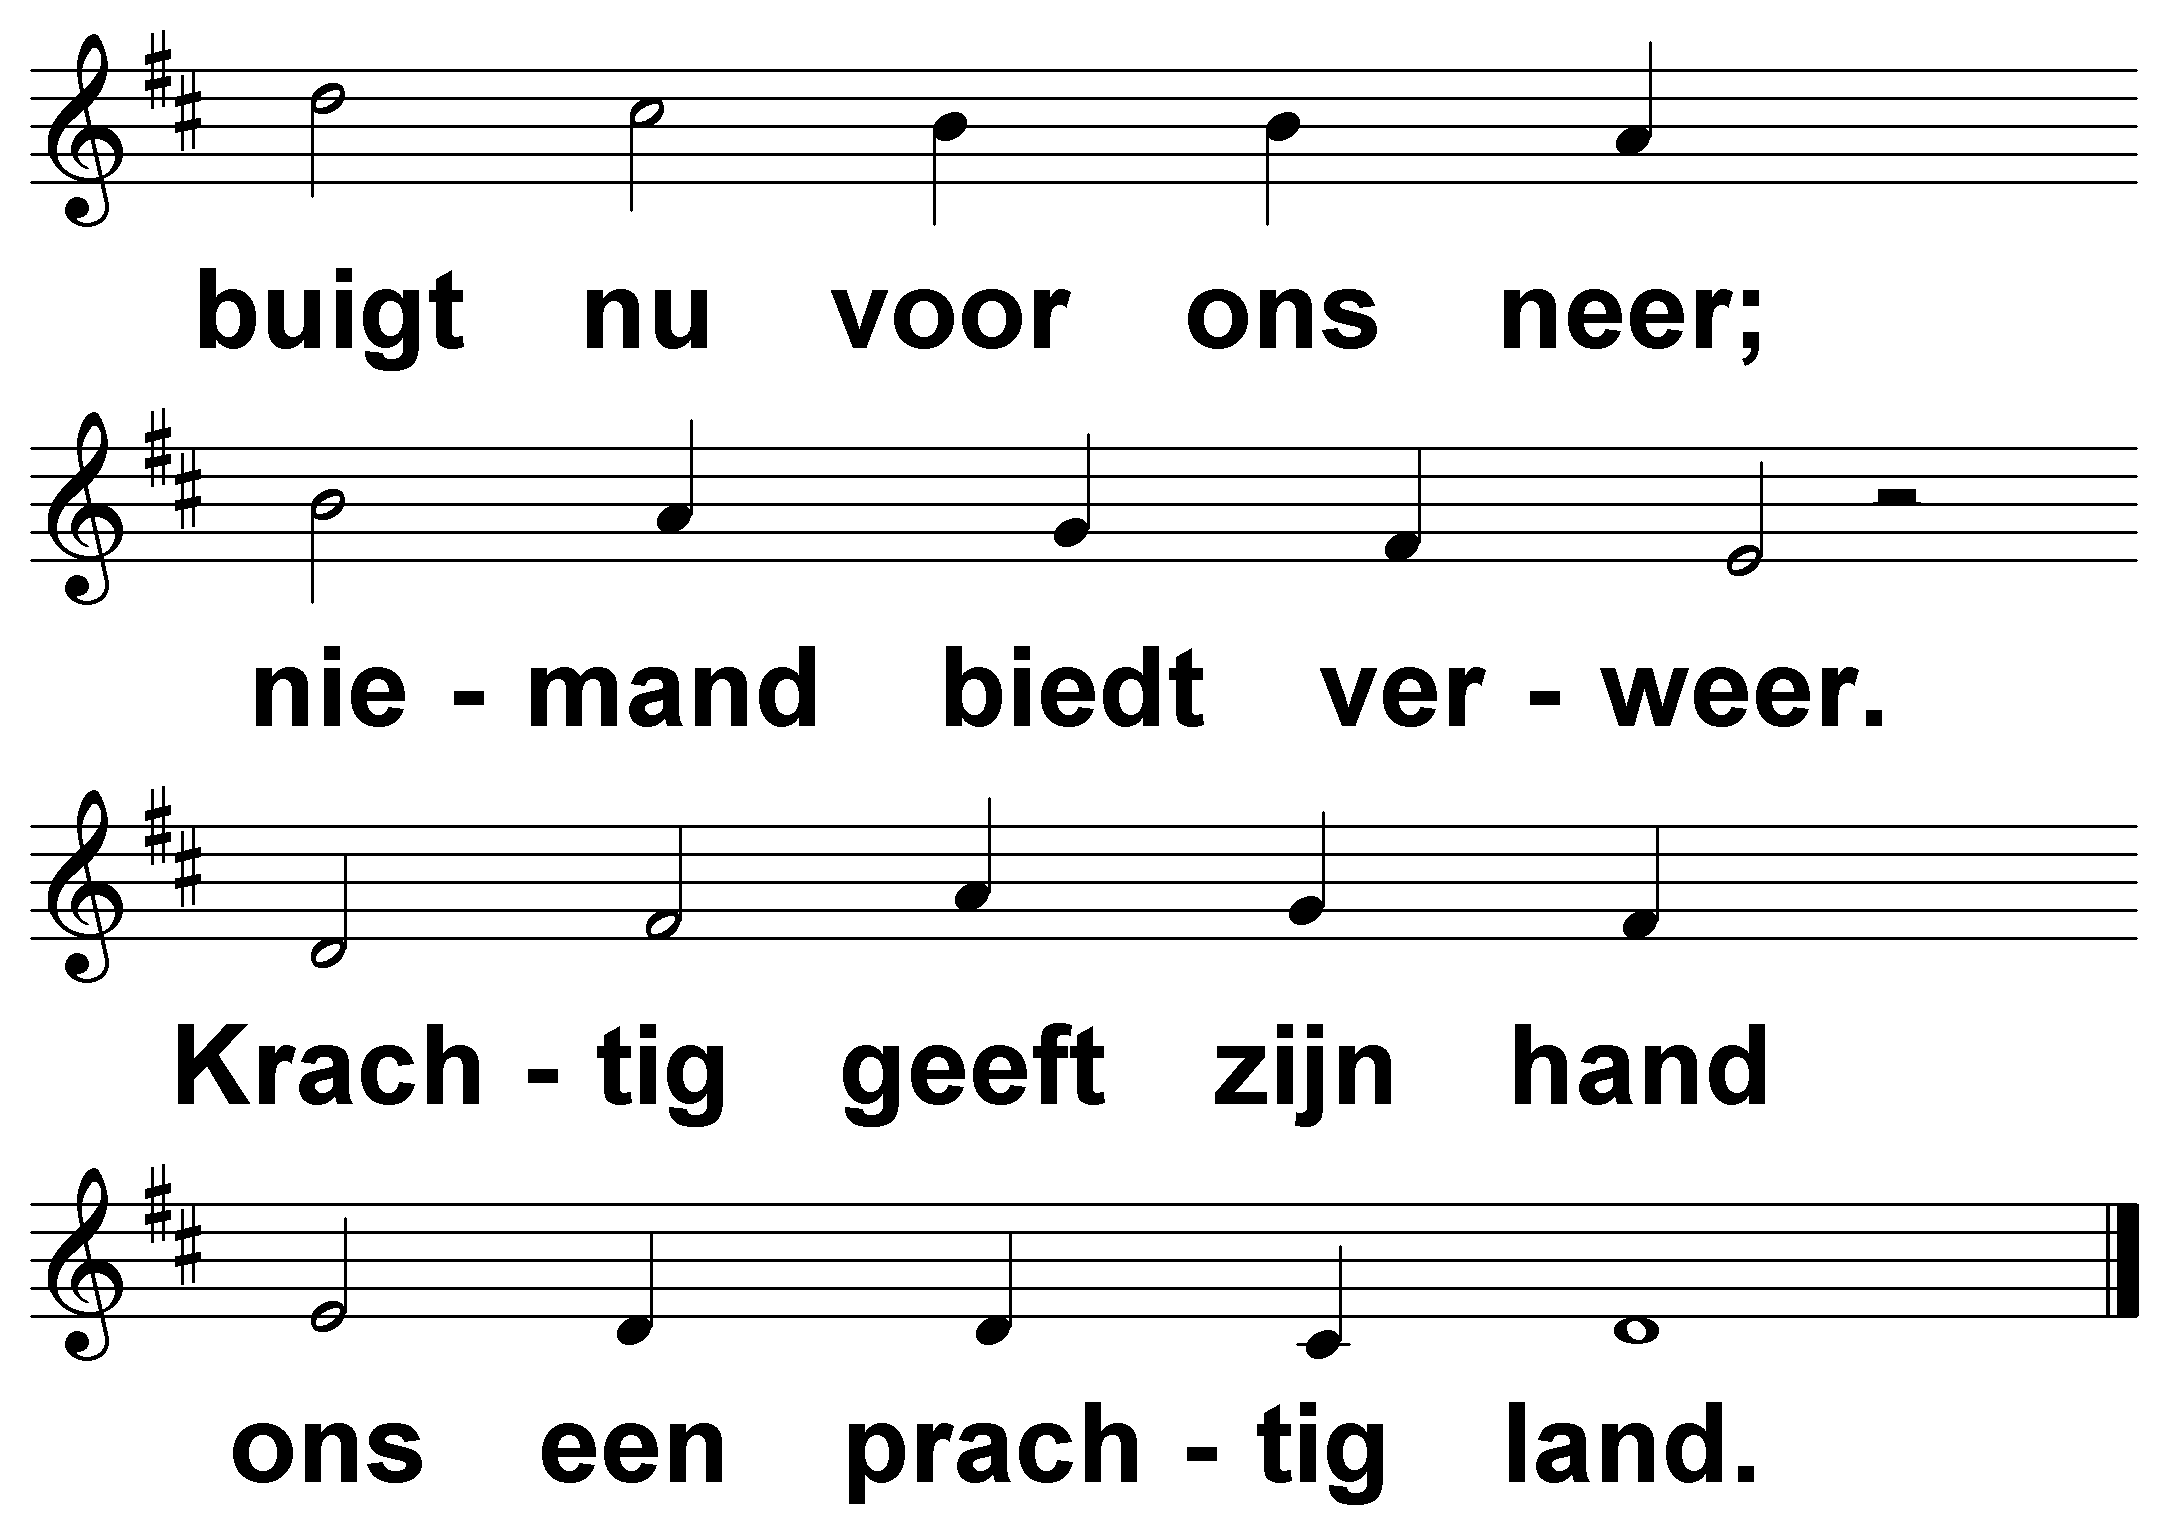 buigt nu voor ons neer;
nie - mand biedt ver - weer.
Krach - tig geeft zijn hand
ons een prach - tig land.